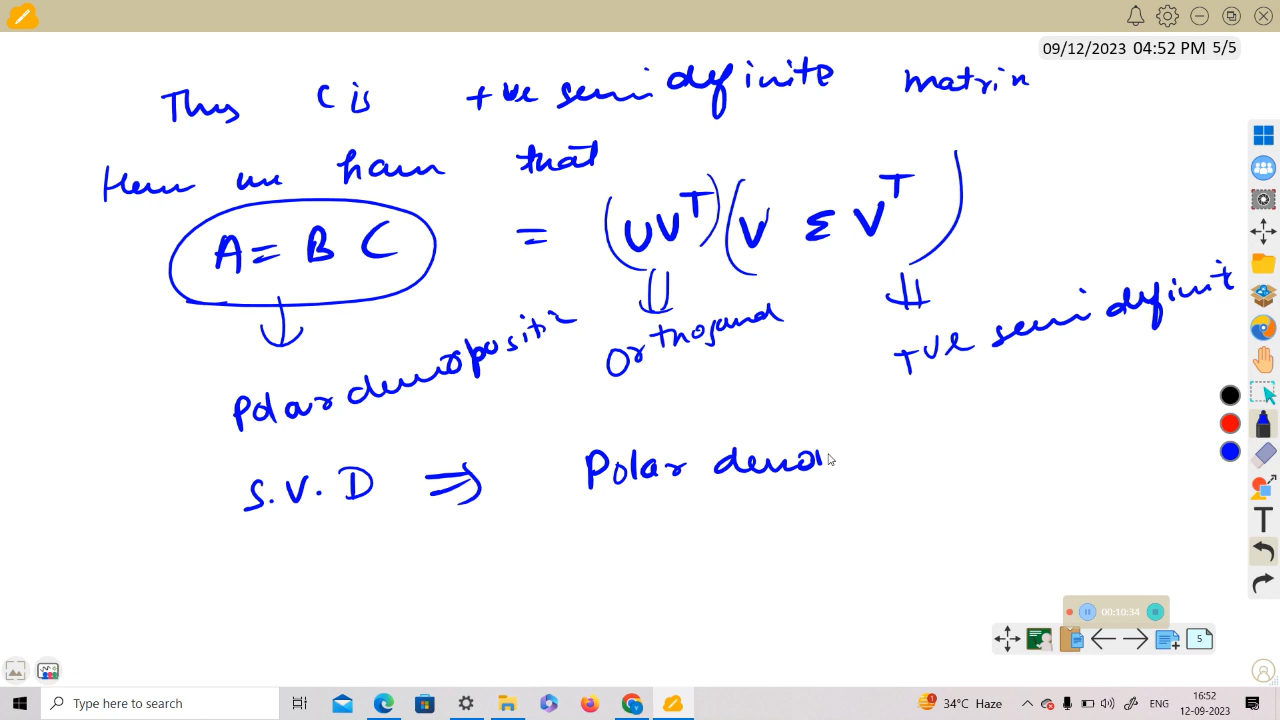 09/12/2023 04:52 PM 5/5
Thus C is +ve semi definite matrix
Here we have that
A = B C = (UV^T)(V Σ V^T)
Orthogonal
+ve semi definite
Polar decomposition
S.V.D ⇒ Polar decom
00:10:34
5
Type here to search
34°C Haze
16:52
12-09-2023